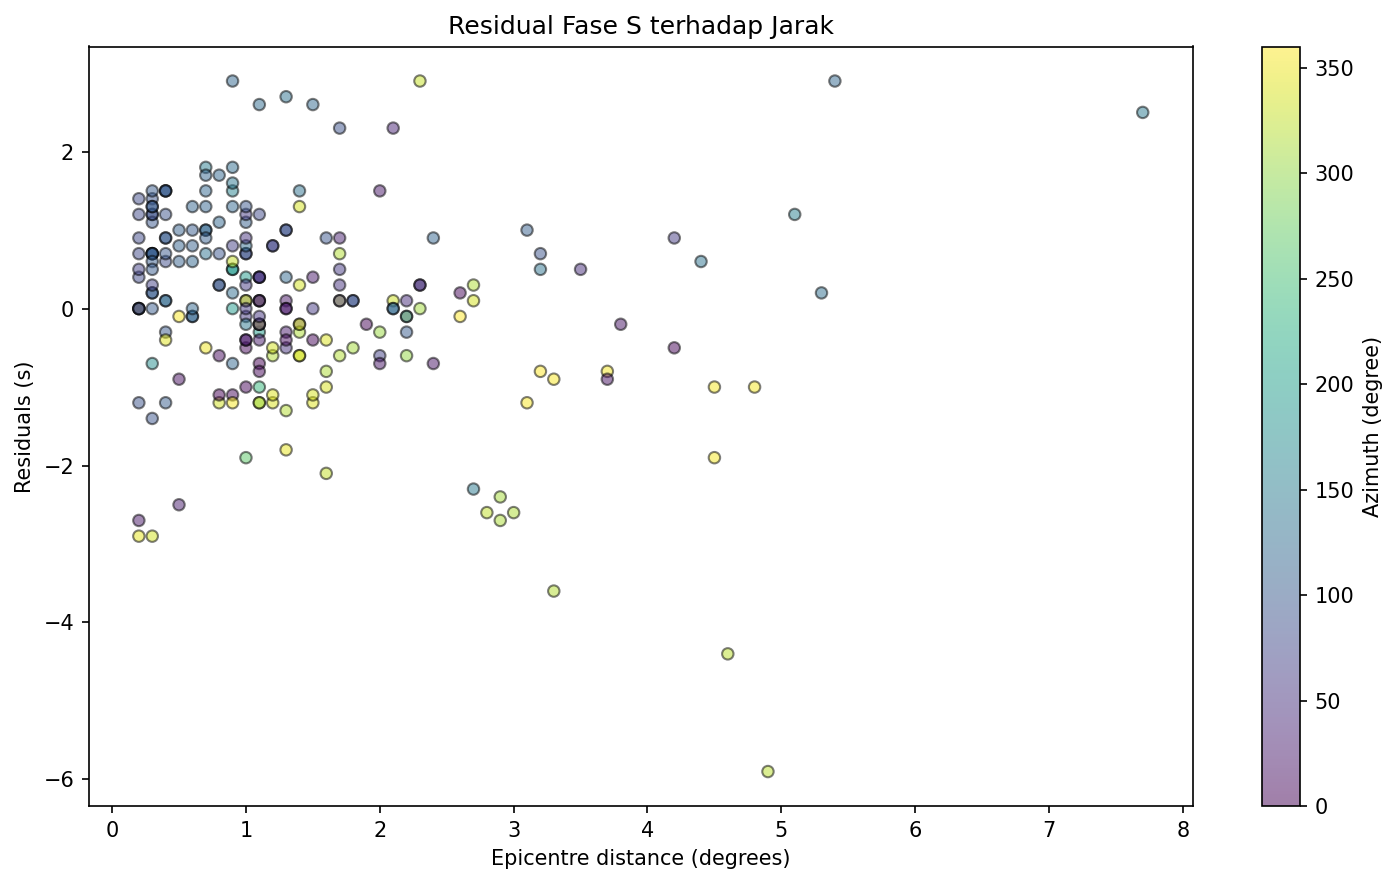 Residual Fase S terhadap Jarak
Residuals (s)
2
0
−2
−4
−6
0 1 2 3 4 5 6 7 8
Epicentre distance (degrees)
350
300
250
200
150
100
50
0
Azimuth (degree)